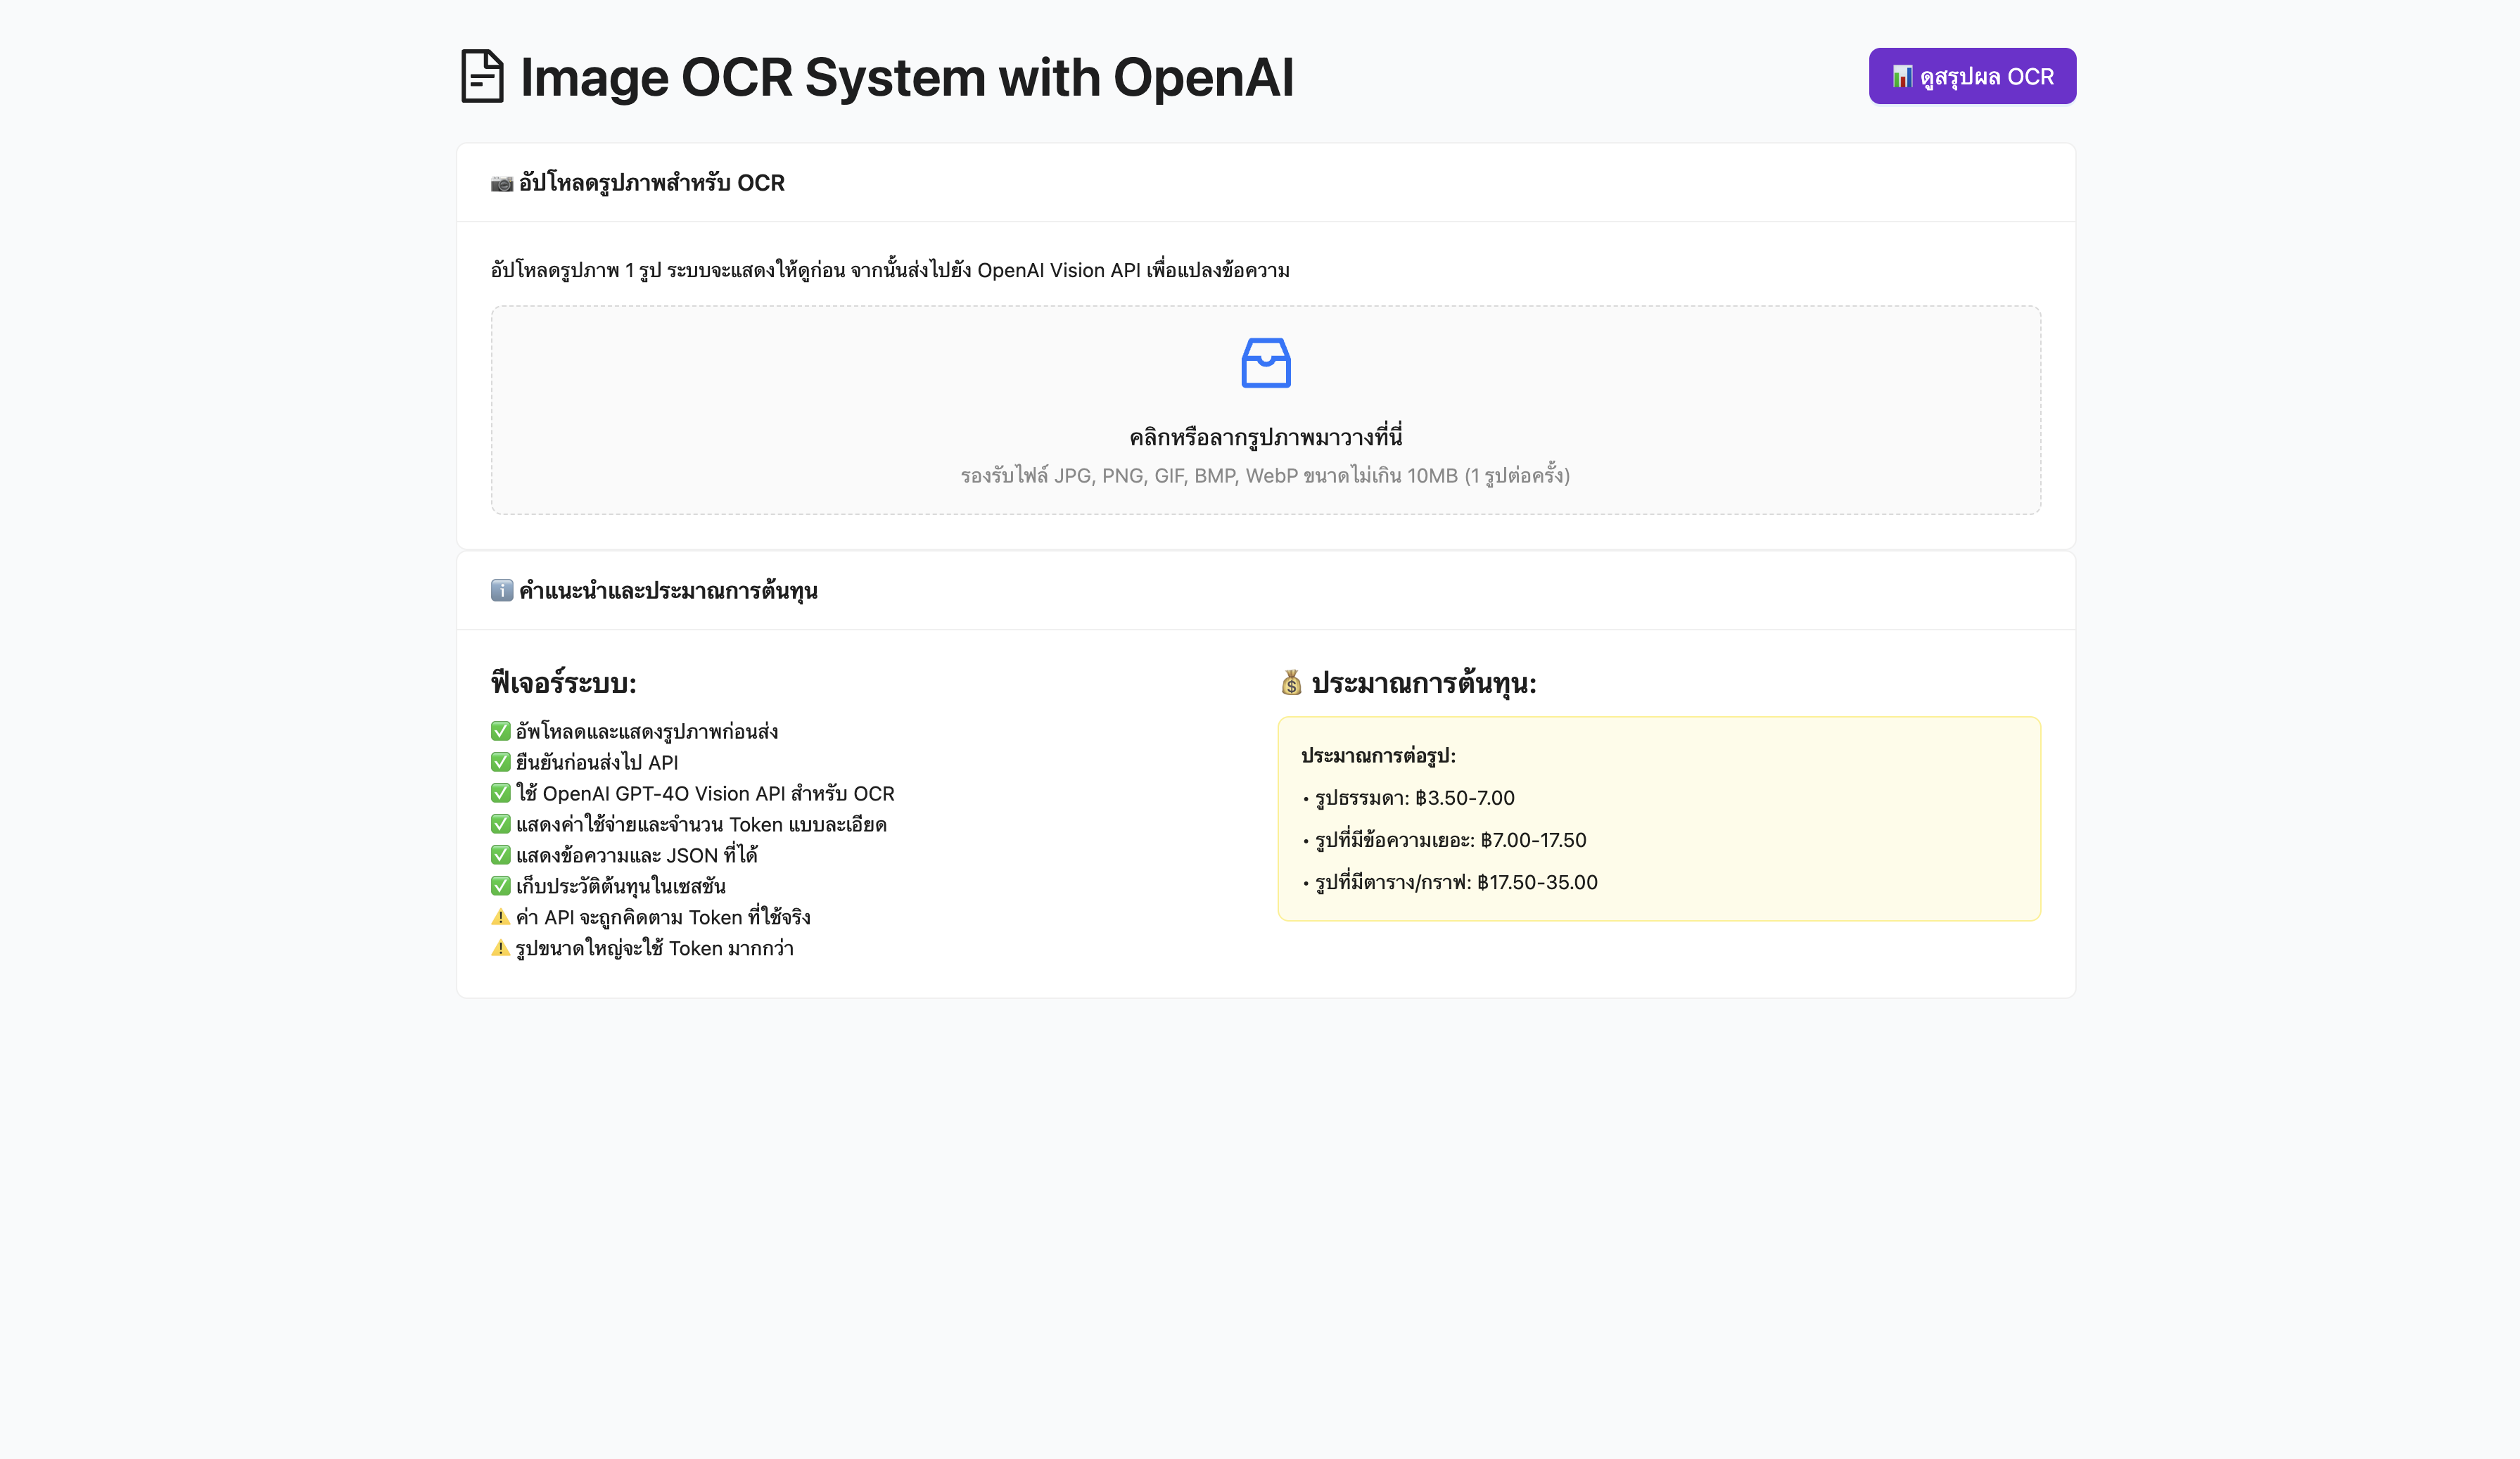 Image OCR System with OpenAI
📊 ดูสรุปผล OCR
📷 อัปโหลดรูปภาพสำหรับ OCR
อัปโหลดรูปภาพ 1 รูป ระบบจะแสดงให้ดูก่อน จากนั้นส่งไปยัง OpenAI Vision API เพื่อแปลงข้อความ
คลิกหรือลากรูปภาพมาวางที่นี่
รองรับไฟล์ JPG, PNG, GIF, BMP, WebP ขนาดไม่เกิน 10MB (1 รูปต่อครั้ง)
ℹ️ คำแนะนำและประมาณการต้นทุน
ฟีเจอร์ระบบ:
✅ อัพโหลดและแสดงรูปภาพก่อนส่ง
✅ ยืนยันก่อนส่งไป API
✅ ใช้ OpenAI GPT-4O Vision API สำหรับ OCR
✅ แสดงค่าใช้จ่ายและจำนวน Token แบบละเอียด
✅ แสดงข้อความและ JSON ที่ได้
✅ เก็บประวัติต้นทุนในเซสชัน
⚠️ ค่า API จะถูกคิดตาม Token ที่ใช้จริง
⚠️ รูปขนาดใหญ่จะใช้ Token มากกว่า
💰 ประมาณการต้นทุน:
ประมาณการต่อรูป:
• รูปธรรมดา: ฿3.50-7.00
• รูปที่มีข้อความเยอะ: ฿7.00-17.50
• รูปที่มีตาราง/กราฟ: ฿17.50-35.00